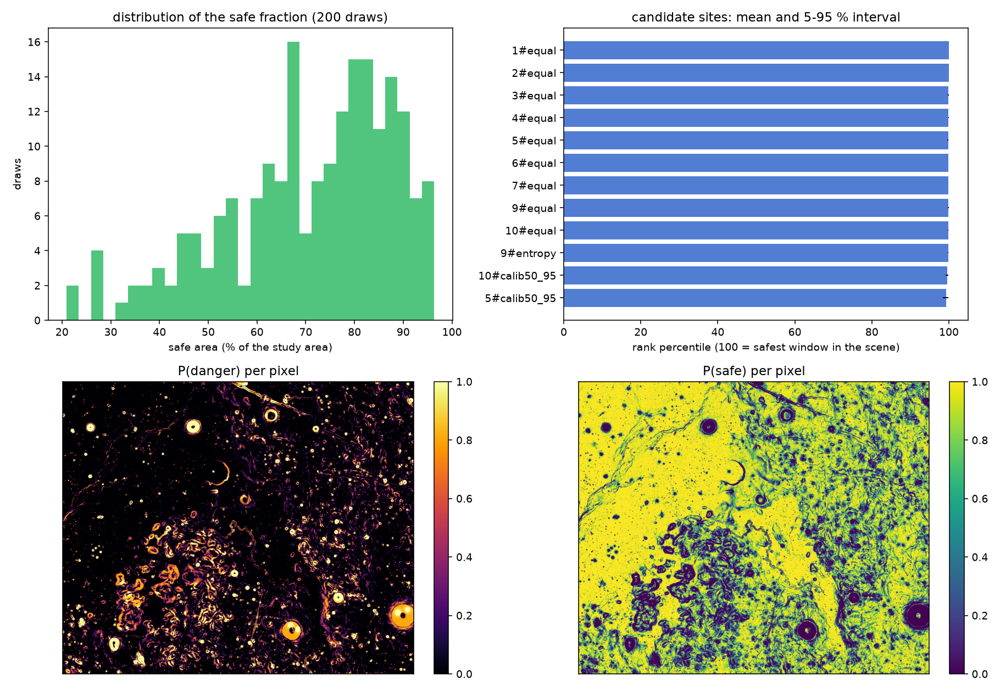 distribution of the safe fraction (200 draws)
16
14
12
10
8
6
4
2
0
draws
20 30 40 50 60 70 80 90 100
safe area (% of the study area)
candidate sites: mean and 5-95 % interval
1#equal
2#equal
3#equal
4#equal
5#equal
6#equal
7#equal
9#equal
10#equal
9#entropy
10#calib50_95
5#calib50_95
0 20 40 60 80 100
rank percentile (100 = safest window in the scene)
P(danger) per pixel
1.0
0.8
0.6
0.4
0.2
0.0
P(safe) per pixel
1.0
0.8
0.6
0.4
0.2
0.0